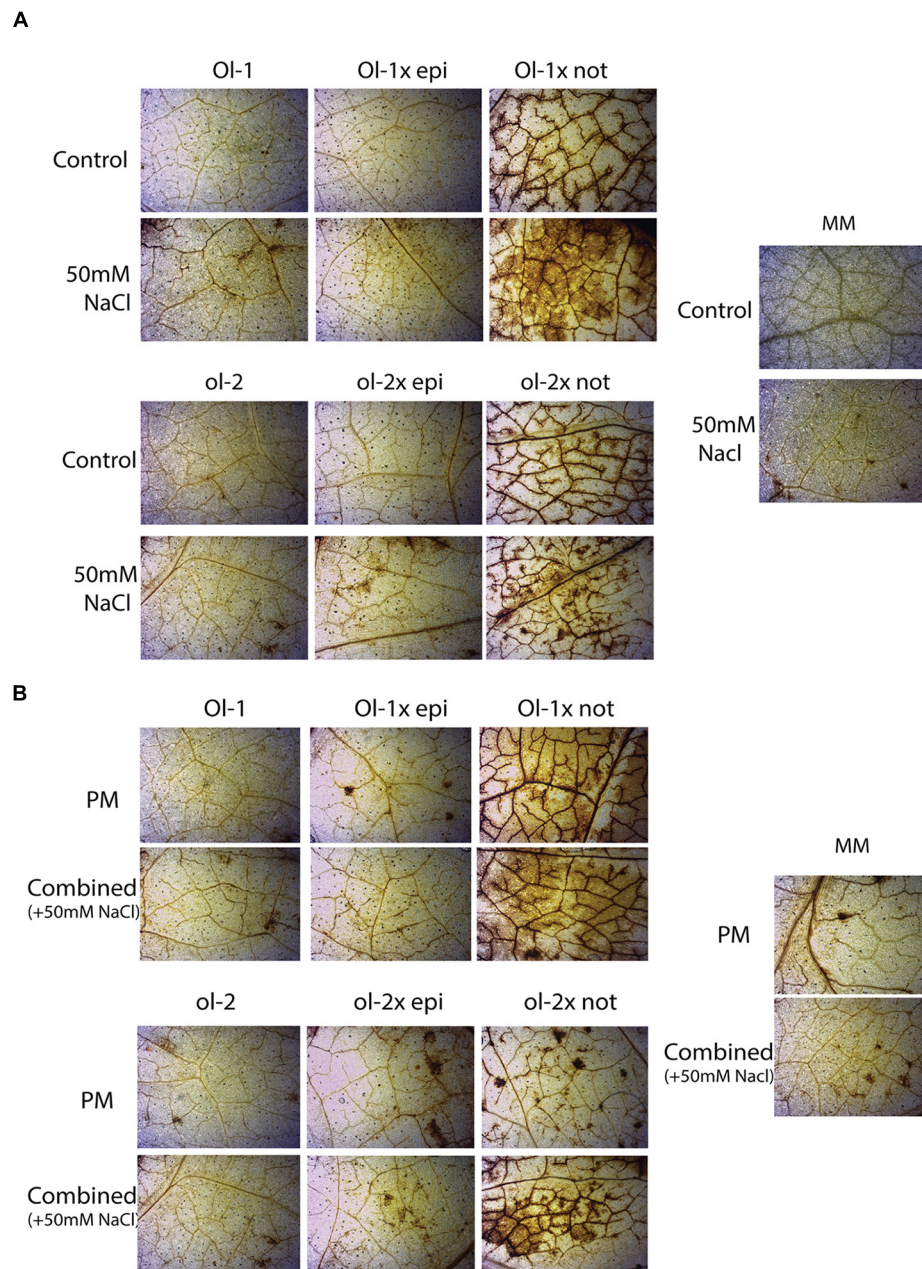 A
Ol-1 Ol-1x epi Ol-1x not
Control
50mM
NaCl
ol-2 ol-2x epi ol-2x not
Control
50mM
NaCl
MM
Control
50mM
Nacl
B
Ol-1 Ol-1x epi Ol-1x not
PM
Combined
(+50mM NaCl)
ol-2 ol-2x epi ol-2x not
PM
Combined
(+50mM NaCl)
MM
PM
Combined
(+50mM Nacl)